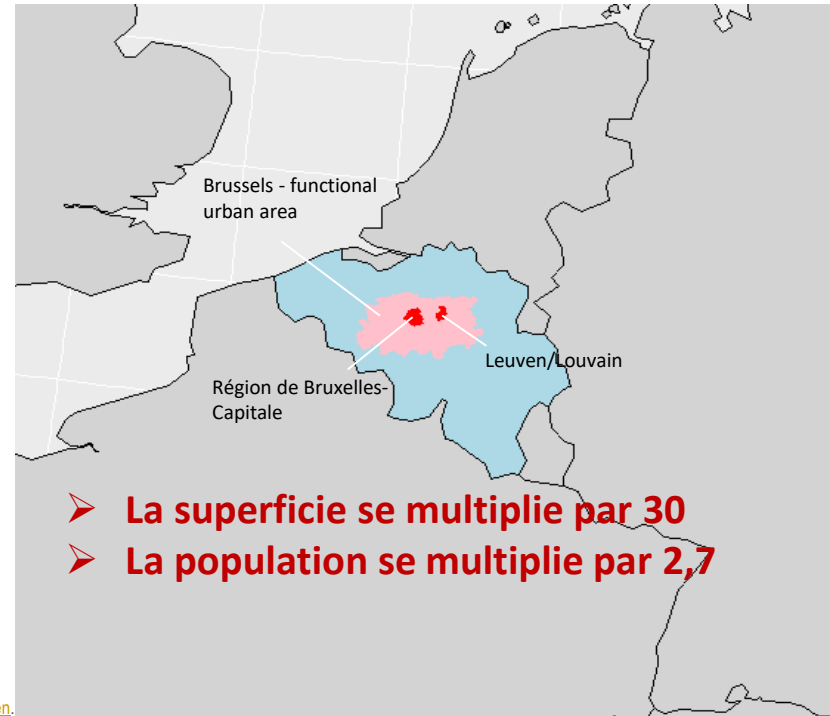 Brussels - functional
urban area
Leuven/Louvain
Région de Bruxelles-
Capitale
➢ La superficie se multiplie par 30
➢ La population se multiplie par 2,7
en.